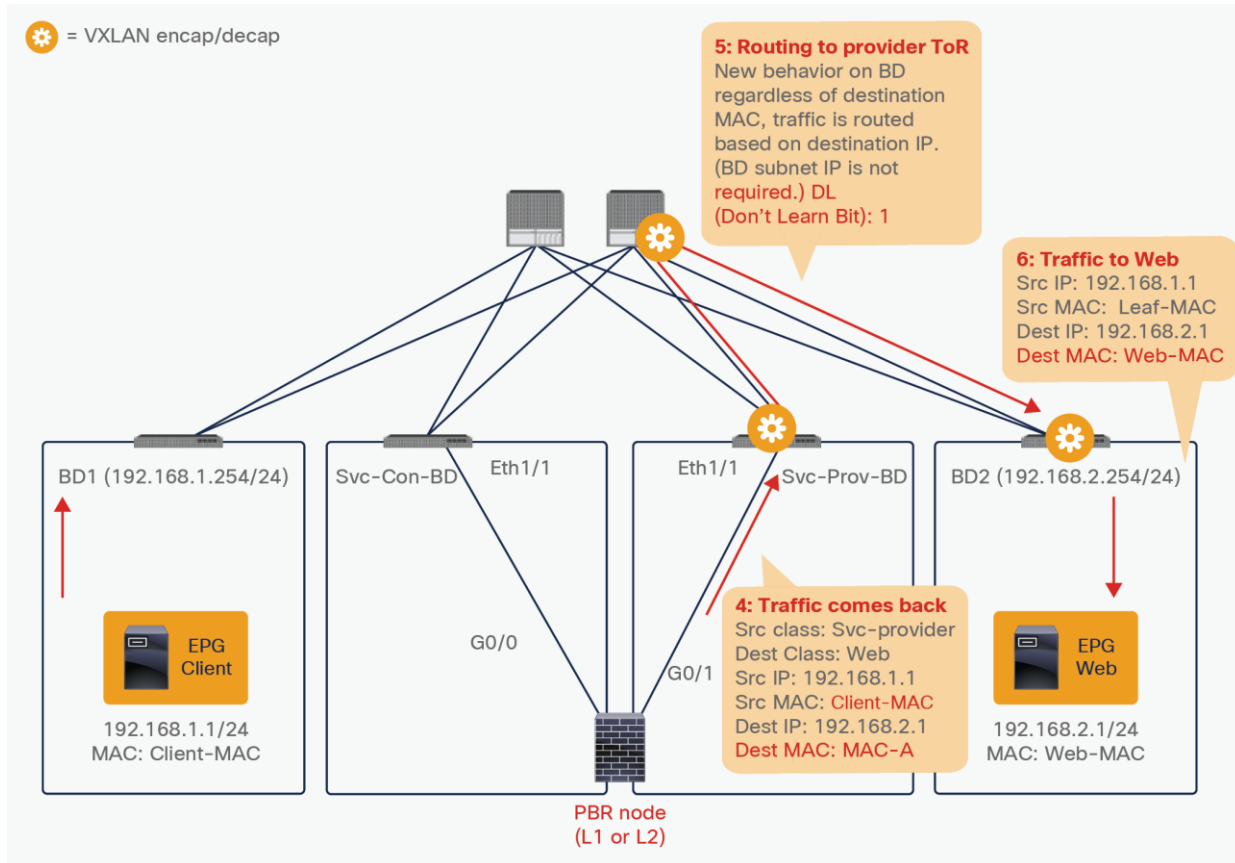 = VXLAN encap/decap
5: Routing to provider ToR
New behavior on BD
regardless of destination
MAC, traffic is routed
based on destination IP.
(BD subnet IP is not
required.) DL
(Don't Learn Bit): 1
6: Traffic to Web
Src IP: 192.168.1.1
Src MAC: Leaf-MAC
Dest IP: 192.168.2.1
Dest MAC: Web-MAC
BD1 (192.168.1.254/24)
Svc-Con-BD
Eth1/1
Eth1/1
Svc-Prov-BD
BD2 (192.168.2.254/24)
EPG
Client
192.168.1.1/24
MAC: Client-MAC
G0/0
G0/1
4: Traffic comes back
Src class: Svc-provider
Dest Class: Web
Src IP: 192.168.1.1
Src MAC: Client-MAC
Dest IP: 192.168.2.1
Dest MAC: MAC-A
EPG
Web
192.168.2.1/24
MAC: Web-MAC
PBR node
(L1 or L2)